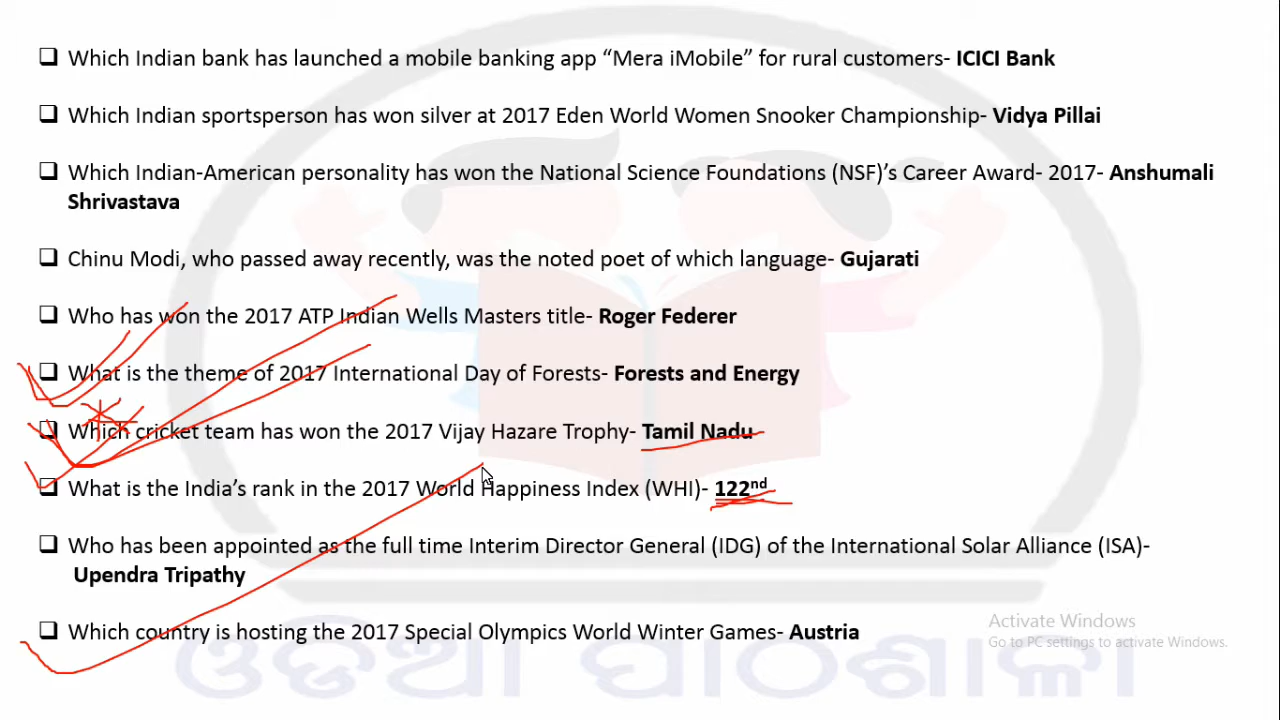 Which Indian bank has launched a mobile banking app “Mera iMobile” for rural customers- ICICI Bank
Which Indian sportsperson has won silver at 2017 Eden World Women Snooker Championship- Vidya Pillai
Which Indian-American personality has won the National Science Foundations (NSF)’s Career Award- 2017- Anshumali
Shrivastava
Chinu Modi, who passed away recently, was the noted poet of which language- Gujarati
Who has won the 2017 ATP Indian Wells Masters title- Roger Federer
What is the theme of 2017 International Day of Forests- Forests and Energy
Which cricket team has won the 2017 Vijay Hazare Trophy- Tamil Nadu
What is the India’s rank in the 2017 World Happiness Index (WHI)- 122nd
Who has been appointed as the full time Interim Director General (IDG) of the International Solar Alliance (ISA)-
Upendra Tripathy
Which country is hosting the 2017 Special Olympics World Winter Games- Austria
Activate Windows
Go to PC settings to activate Windows.
ଓଡ଼ିଆ ପାଠଶାଳା